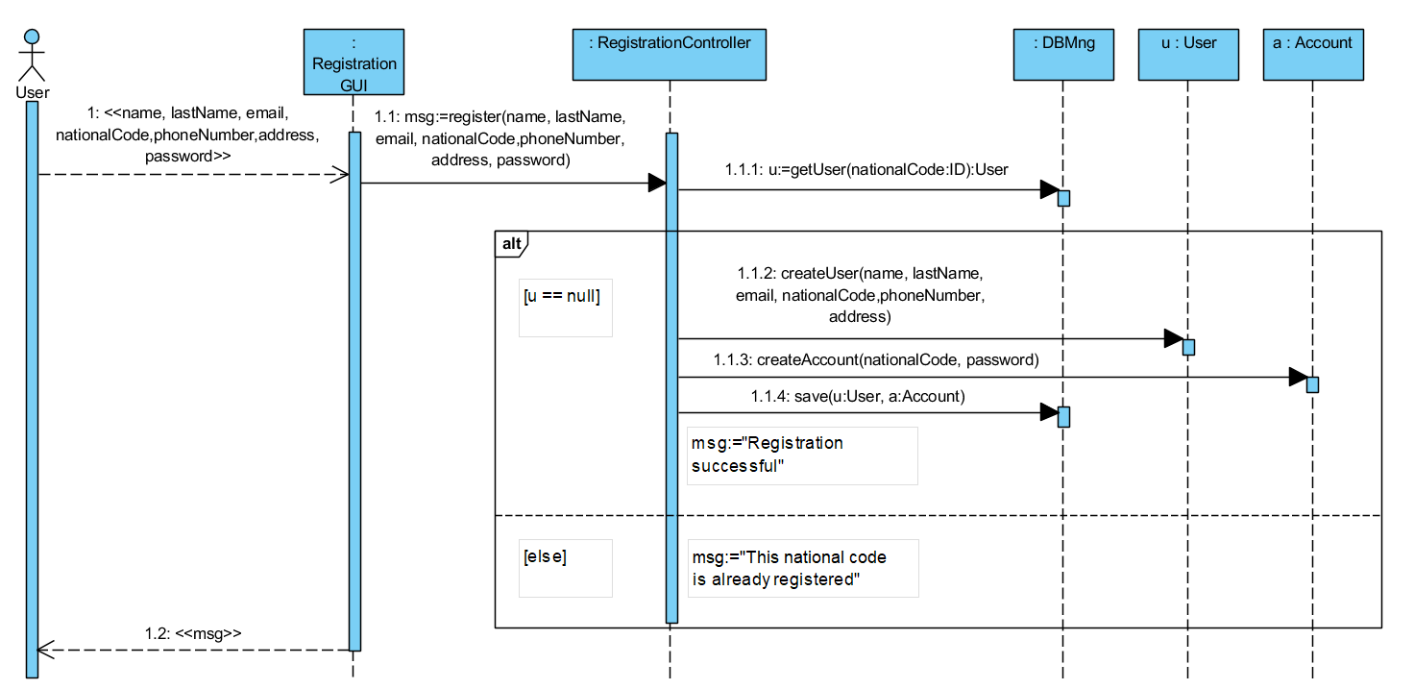 User
:
Registration
GUI
: RegistrationController
: DBMng
u : User
a : Account
1: <<name, lastName, email,
nationalCode,phoneNumber,address,
password>>
1.1: msg:=register(name, lastName,
email, nationalCode,phoneNumber,
address, password)
1.1.1: u:=getUser(nationalCode:ID):User
alt
[u == null]
1.1.2: createUser(name, lastName,
email, nationalCode,phoneNumber,
address)
1.1.3: createAccount(nationalCode, password)
1.1.4: save(u:User, a:Account)
msg:="Registration
successful"
[else]
msg:="This national code
is already registered"
1.2: <<msg>>